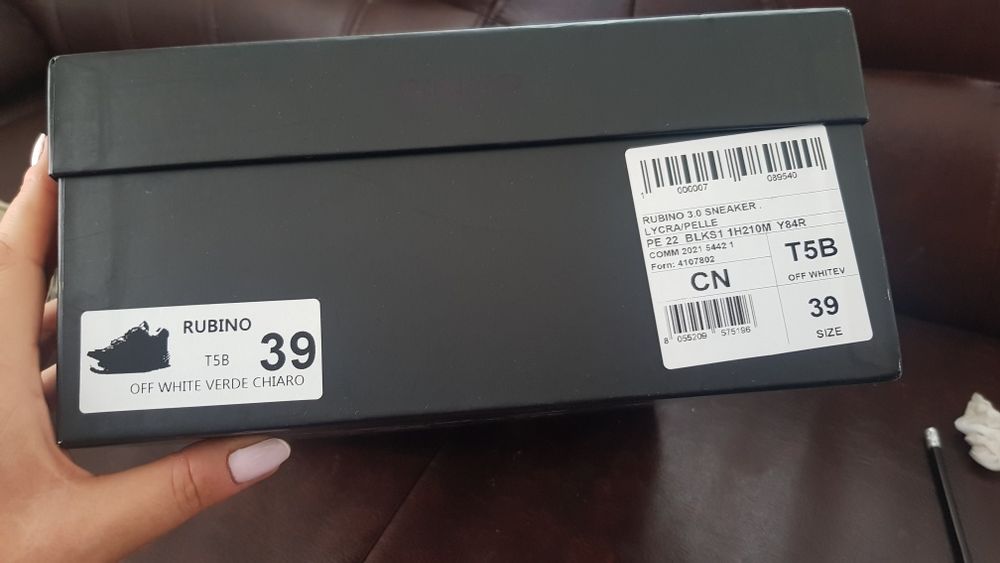 RUBINO
T5B
39
OFF WHITE VERDE CHIARO
1 000007 089540
RUBINO 3.0 SNEAKER .
LYCRA/PELLE
PE 22 BLKS1 1H210M Y84R
COMM 2021 5442 1
Forn: 4107802
CN
T5B
OFF WHITEV
8 055209 575196
39
SIZE